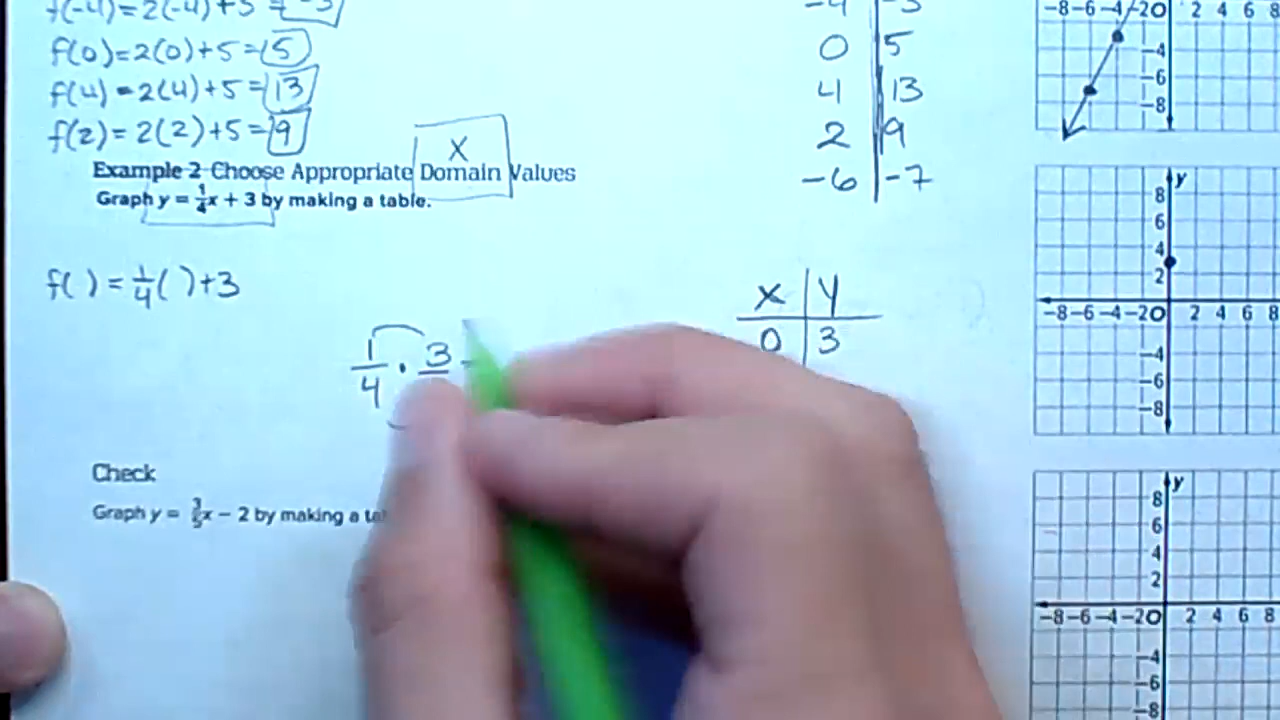 f(0)=2(0)+5=5
f(4)=2(4)+5=13
f(2)=2(2)+5=9
0 5
4 13
2 9
-6 -7
X
Example 2 Choose Appropriate Domain Values
Graph y = 1/4x + 3 by making a table.
f( )=1/4( )+3
X Y
0 3
1/4 · 3
Check
Graph y = 3/5x − 2 by making a
−8 −6 −4 −2 0 2 4 6 8
−4
−6
−8
y
8
6
4
2
−8 −6 −4 −2 0 2 4 6 8
−4
−6
−8
y
8
6
4
2
−8 −6 −4 −2 0 2 4 6 8
−4
−6
−8